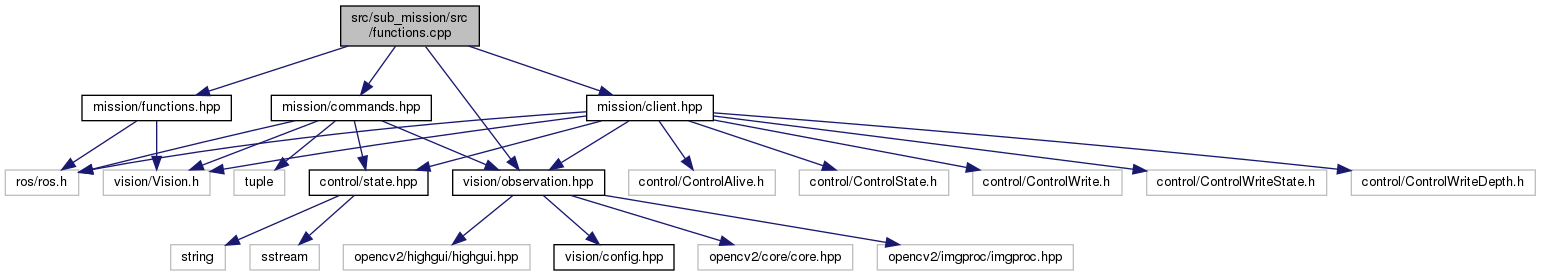 src/sub_mission/src
/functions.cpp
mission/functions.hpp
mission/commands.hpp
mission/client.hpp
ros/ros.h
vision/Vision.h
tuple
control/state.hpp
vision/observation.hpp
control/ControlAlive.h
control/ControlState.h
control/ControlWrite.h
control/ControlWriteState.h
control/ControlWriteDepth.h
string
sstream
opencv2/highgui/highgui.hpp
vision/config.hpp
opencv2/core/core.hpp
opencv2/imgproc/imgproc.hpp